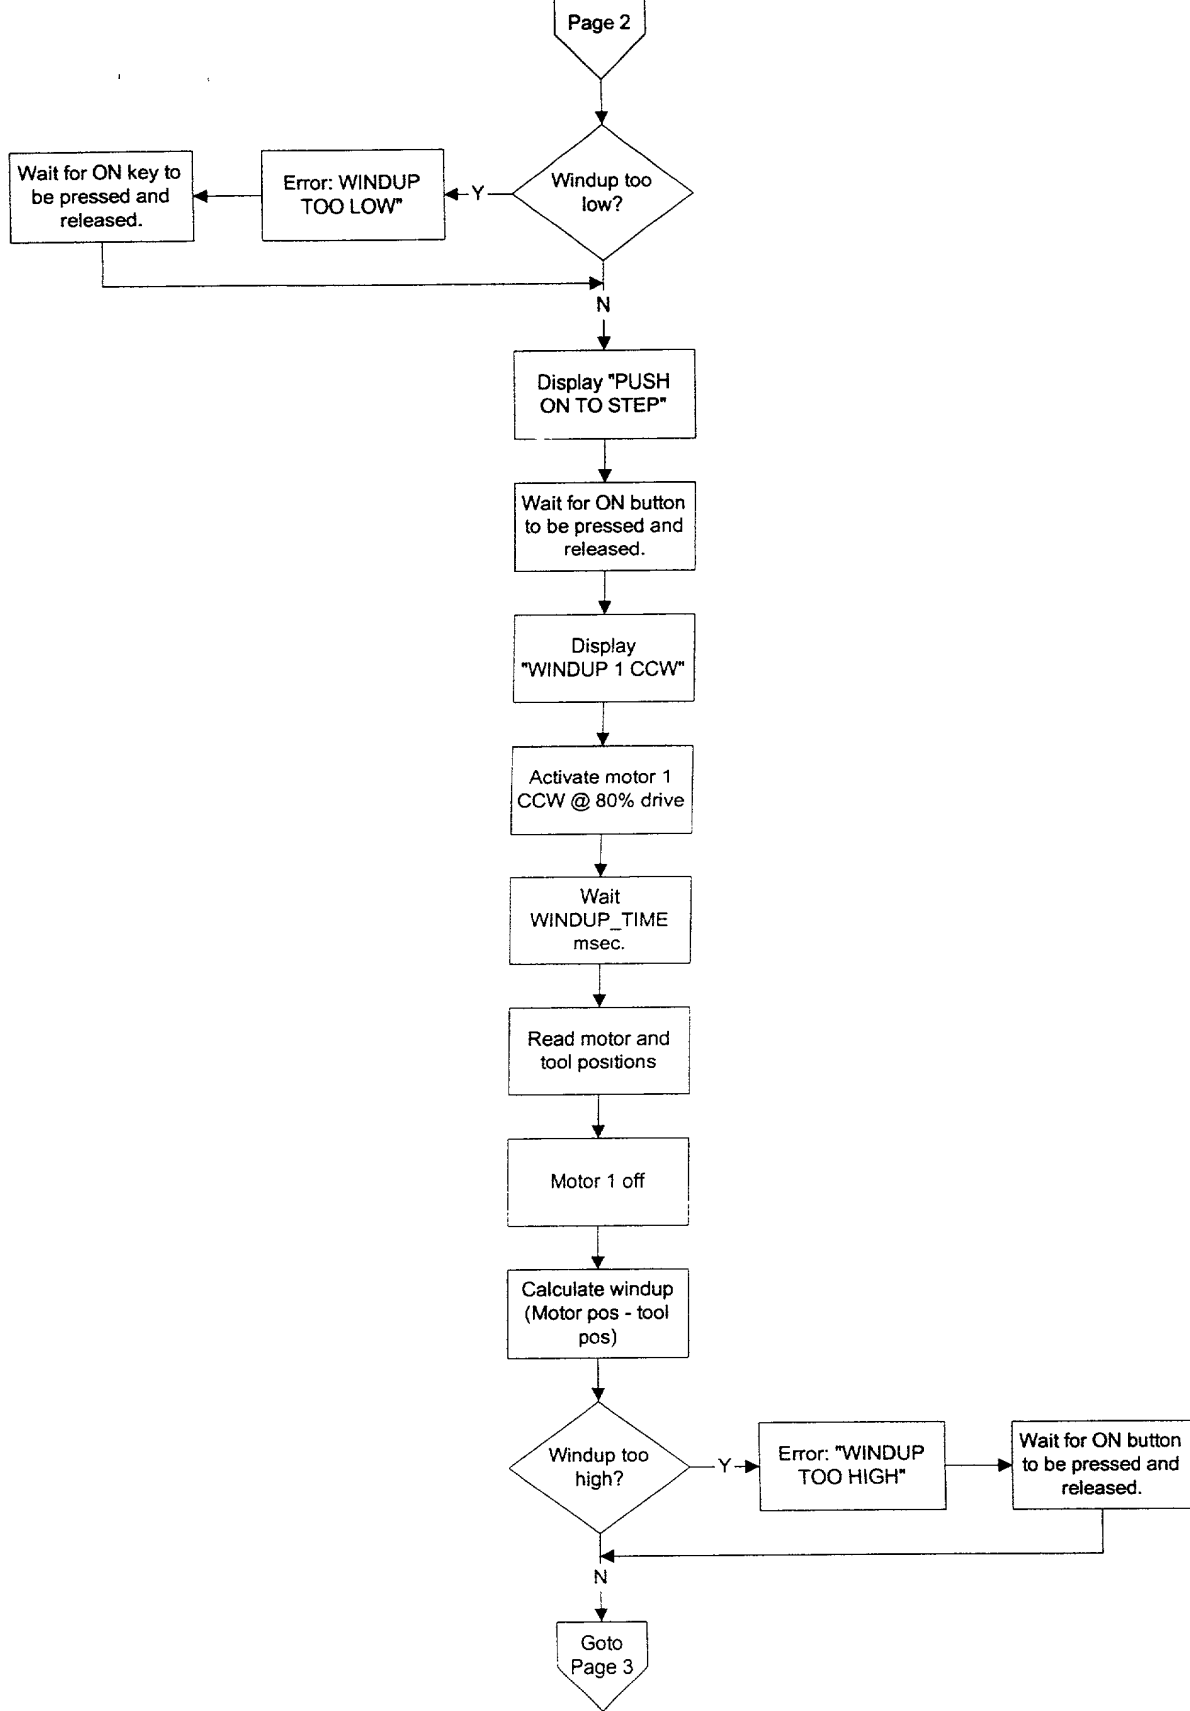 Page 2
Windup too
low?
Y
Error: WINDUP
TOO LOW"
Wait for ON key to
be pressed and
released.
N
Display "PUSH
ON TO STEP"
Wait for ON button
to be pressed and
released.
Display
"WINDUP 1 CCW"
Activate motor 1
CCW @ 80% drive
Wait
WINDUP_TIME
msec.
Read motor and
tool positions
Motor 1 off
Calculate windup
(Motor pos - tool
pos)
Windup too
high?
Y
Error: "WINDUP
TOO HIGH"
Wait for ON button
to be pressed and
released.
N
Goto
Page 3